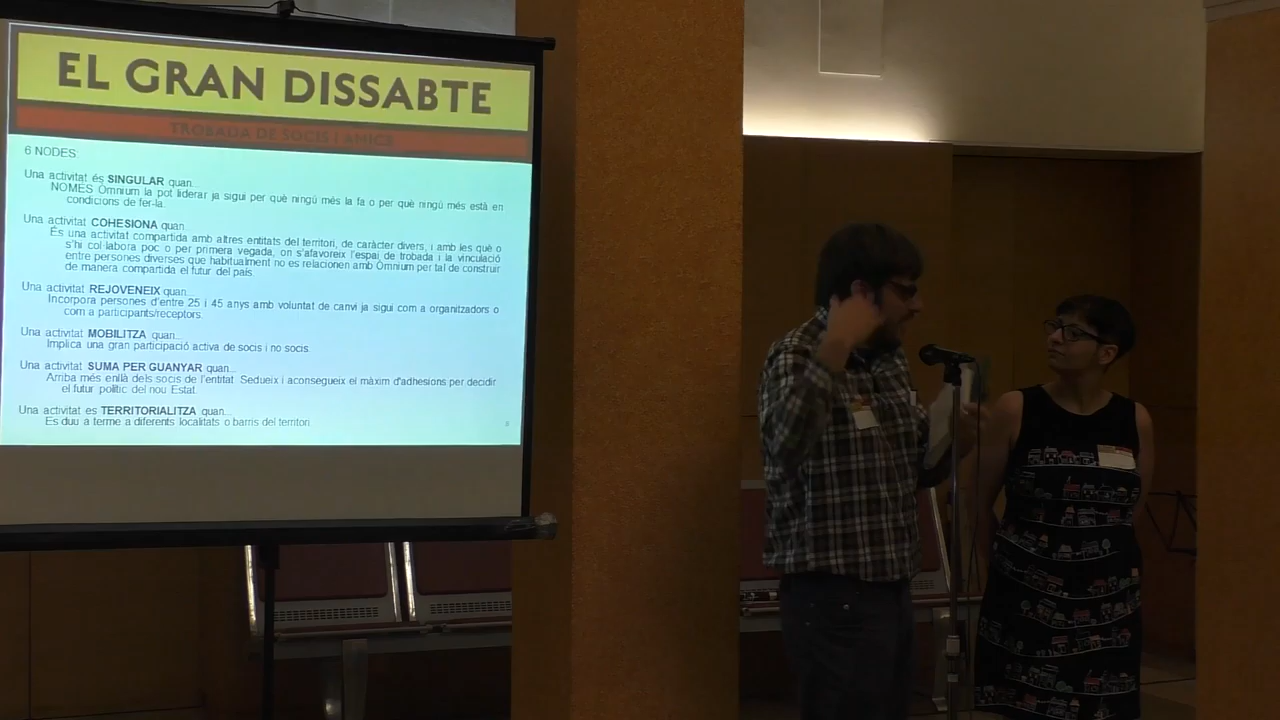 EL GRAN DISSABTE
TROBADA DE SOCIS I AMICS
6 NODES:
Una activitat és SINGULAR quan...
NOMÉS Òmnium la pot liderar ja sigui per què ningú més la fa o per què ningú més està en
condicions de fer-la.
Una activitat COHESIONA quan...
És una activitat compartida amb altres entitats del territori, de caràcter divers, i amb les què o
s'hi col·labora poc o per primera vegada, on s'afavoreix l'espai de trobada i la vinculació
entre persones diverses que habitualment no es relacionen amb Òmnium per tal de construir
de manera compartida el futur del país.
Una activitat REJOVENEIX quan...
Incorpora persones d'entre 25 i 45 anys amb voluntat de canvi ja sigui com a organitzadors o
com a participants/receptors.
Una activitat MOBILITZA quan...
Implica una gran participació activa de socis i no socis.
Una activitat SUMA PER GUANYAR quan...
Arriba més enllà dels socis de l'entitat. Sedueix i aconsegueix el màxim d'adhesions per decidir
el futur polític del nou Estat.
Una activitat es TERRITORIALITZA quan...
Es duu a terme a diferents localitats o barris del territori.